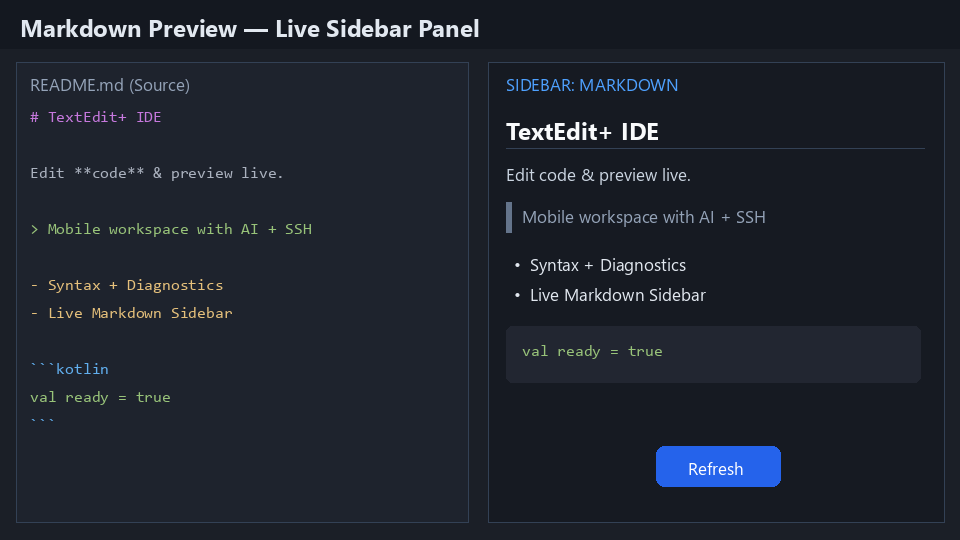 Markdown Preview — Live Sidebar Panel
README.md (Source)
# TextEdit+ IDE
Edit **code** & preview live.
> Mobile workspace with AI + SSH
- Syntax + Diagnostics
- Live Markdown Sidebar
```kotlin
val ready = true
```
SIDEBAR: MARKDOWN
TextEdit+ IDE
Edit code & preview live.
Mobile workspace with AI + SSH
• Syntax + Diagnostics
• Live Markdown Sidebar
val ready = true
Refresh